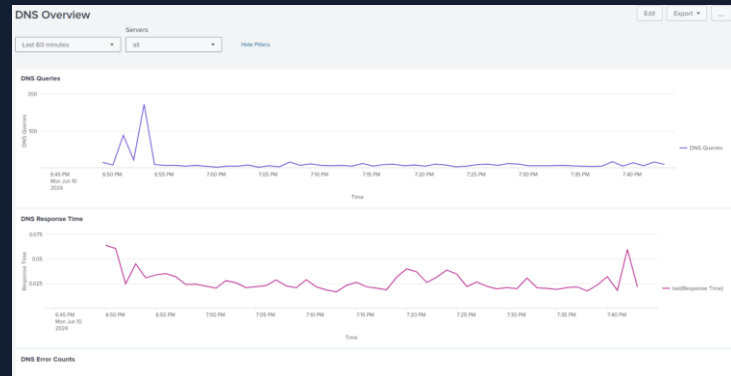 DNS Overview
Edit
Export
...
Servers
Last 60 minutes
all
Hide Filters
DNS Queries
200
100
DNS Queries
6:45 PM
Mon Jun 10
2024
6:50 PM
6:55 PM
7:00 PM
7:05 PM
7:10 PM
7:15 PM
7:20 PM
7:25 PM
7:30 PM
7:35 PM
7:40 PM
Time
DNS Queries
DNS Response Time
0.075
0.05
0.025
Response Time
6:45 PM
Mon Jun 10
2024
6:50 PM
6:55 PM
7:00 PM
7:05 PM
7:10 PM
7:15 PM
7:20 PM
7:25 PM
7:30 PM
7:35 PM
7:40 PM
Time
last(Response Time)
DNS Error Counts